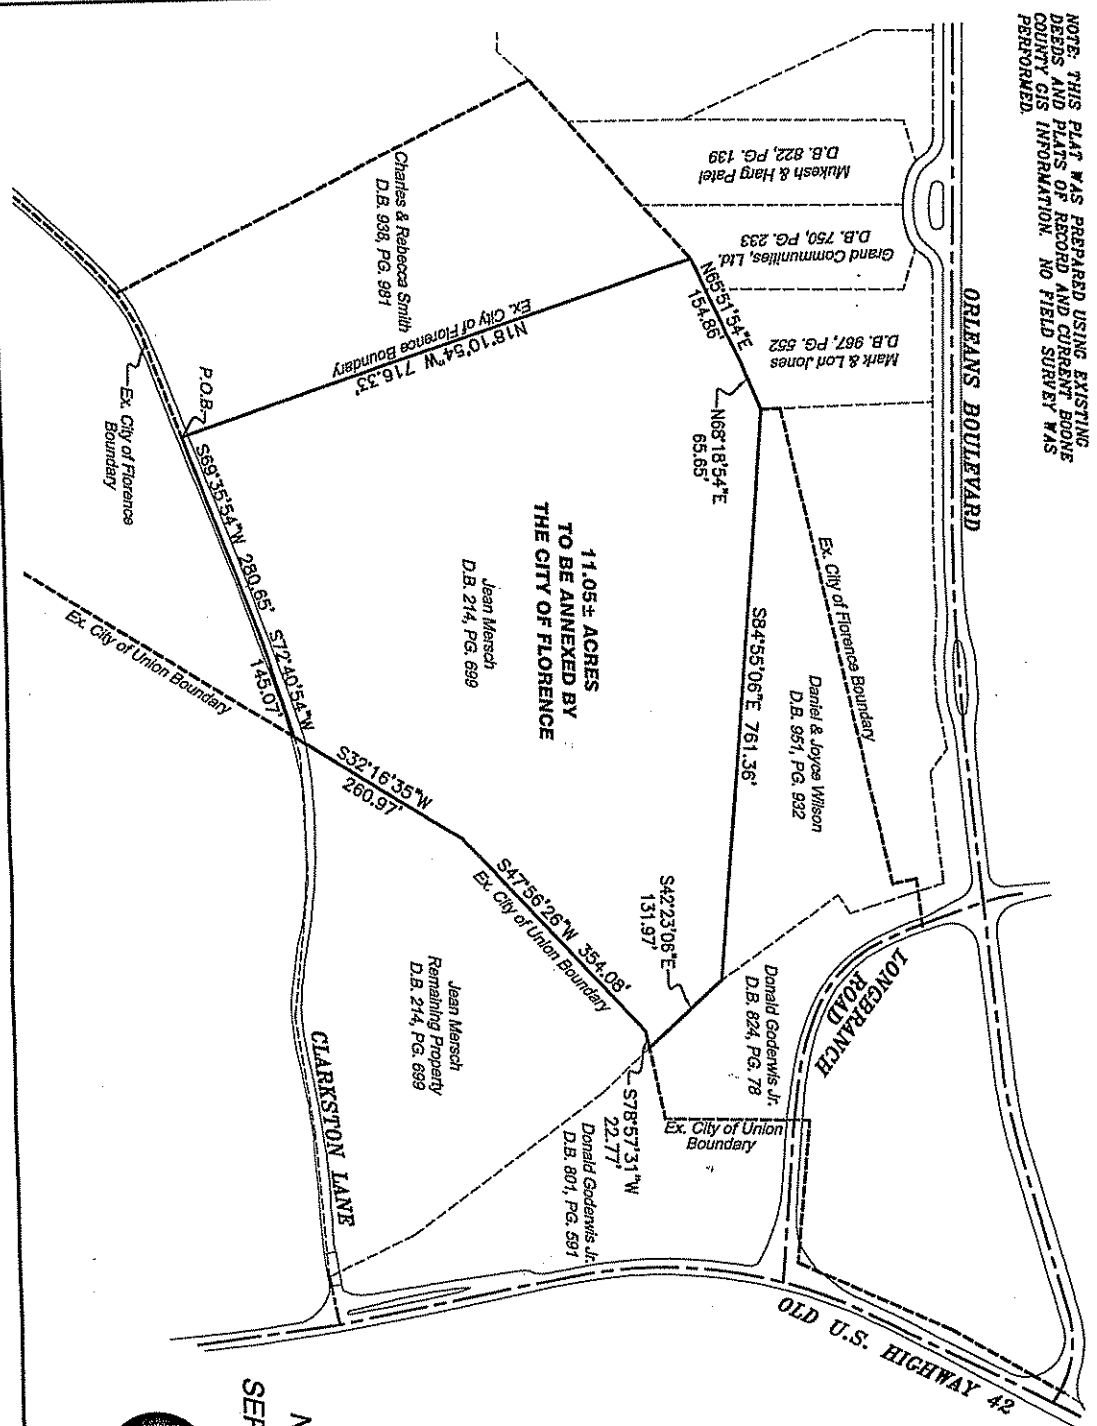 NOTE: THIS PLAT WAS PREPARED USING EXISTING
DEEDS AND PLATS OF RECORD AND CURRENT BOONE
COUNTY GIS INFORMATION. NO FIELD SURVEY WAS
PERFORMED.
ORLEANS BOULEVARD
Mukesh & Harg Patel
D.B. 822, PG. 139
Grand Communities, Ltd.
D.B. 750, PG. 233
Mark & Lori Jones
D.B. 967, PG. 552
N65°51'54"E
154.86'
N68°18'54"E
65.65'
Charles & Rebecca Smith
D.B. 938, PG. 981
Ex. City of Florence Boundary
N18°10'54"W 716.33'
P.O.B.
Ex. City of Florence
Boundary
Ex. City of Florence Boundary
Daniel & Joyce Wilson
D.B. 951, PG. 932
S84°55'06"E 761.36'
11.05± ACRES
TO BE ANNEXED BY
THE CITY OF FLORENCE
Jean Mersch
D.B. 214, PG. 699
S69°35'54"W 280.65'
S72°40'54"W
145.07'
Ex. City of Union Boundary
S32°16'35"W
260.97'
S47°56'26"W 354.08'
Ex. City of Union Boundary
S42°23'06"E
131.97'
Donald Goderwis Jr.
D.B. 824, PG. 78
LONGBRANCH
ROAD
Ex. City of Union
Boundary
S78°57'31"W
22.77'
Donald Goderwis Jr.
D.B. 801, PG. 591
Jean Mersch
Remaining Property
D.B. 214, PG. 699
CLARKSTON LANE
OLD U.S. HIGHWAY 42